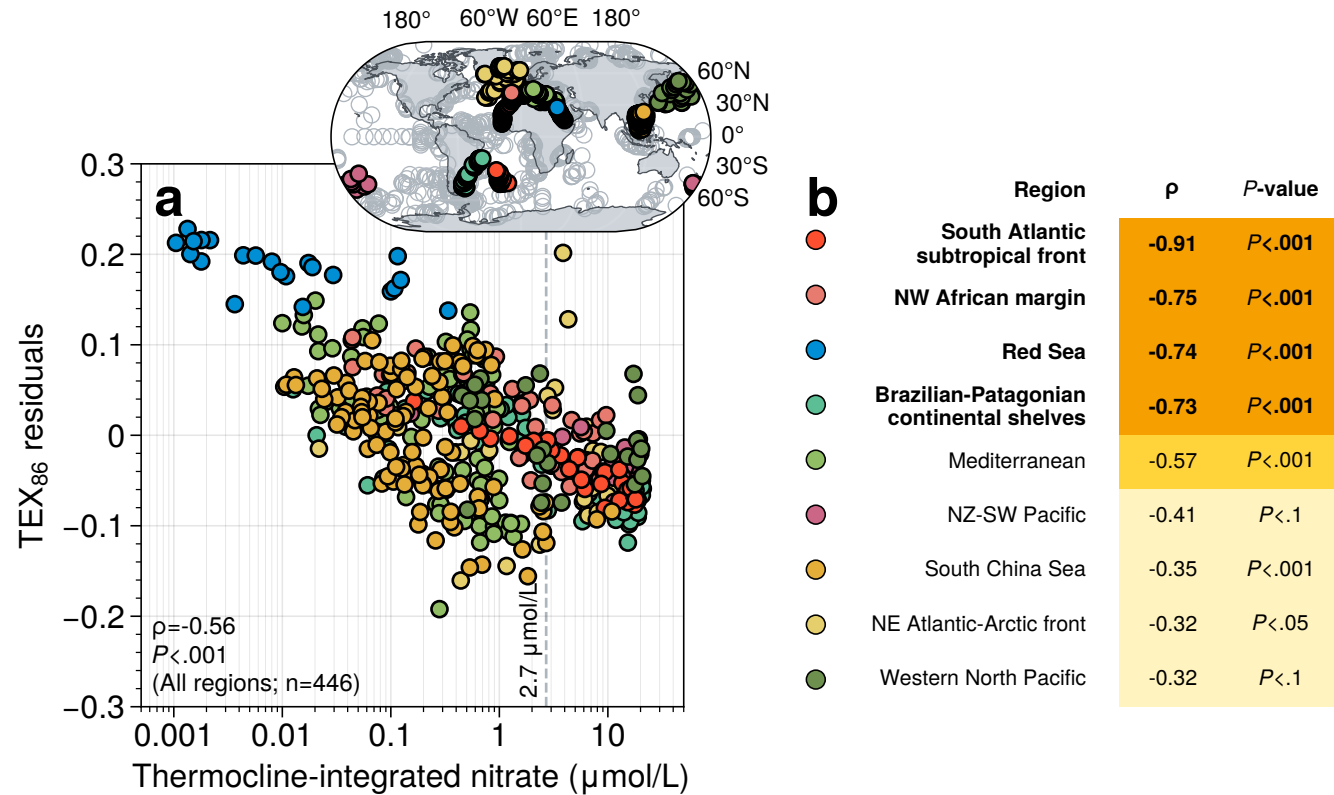 180° 60°W 60°E 180°
60°N
30°N
0°
30°S
60°S
a
0.3
0.2
0.1
0
−0.1
−0.2
−0.3
TEX₈₆ residuals
ρ=-0.56
P<.001
(All regions; n=446)
2.7 µmol/L
0.001 0.01 0.1 1 10
Thermocline-integrated nitrate (µmol/L)
b
Region ρ P-value
South Atlantic
subtropical front -0.91 P<.001
NW African margin -0.75 P<.001
Red Sea -0.74 P<.001
Brazilian-Patagonian
continental shelves -0.73 P<.001
Mediterranean -0.57 P<.001
NZ-SW Pacific -0.41 P<.1
South China Sea -0.35 P<.001
NE Atlantic-Arctic front -0.32 P<.05
Western North Pacific -0.32 P<.1